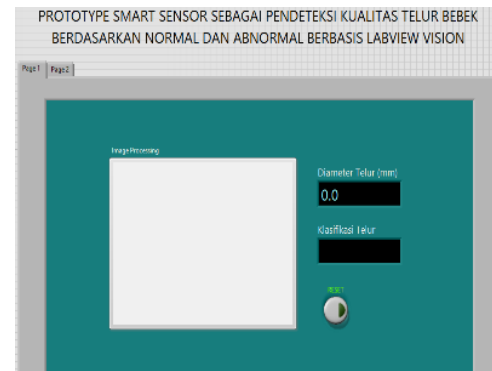 PROTOTYPE SMART SENSOR SEBAGAI PENDETEKSI KUALITAS TELUR BEBEK
BERDASARKAN NORMAL DAN ABNORMAL BERBASIS LABVIEW VISION
Page 1 Page 2
Image Processing
Diameter Telur (mm)
0.0
Klasifikasi Telur
RESET